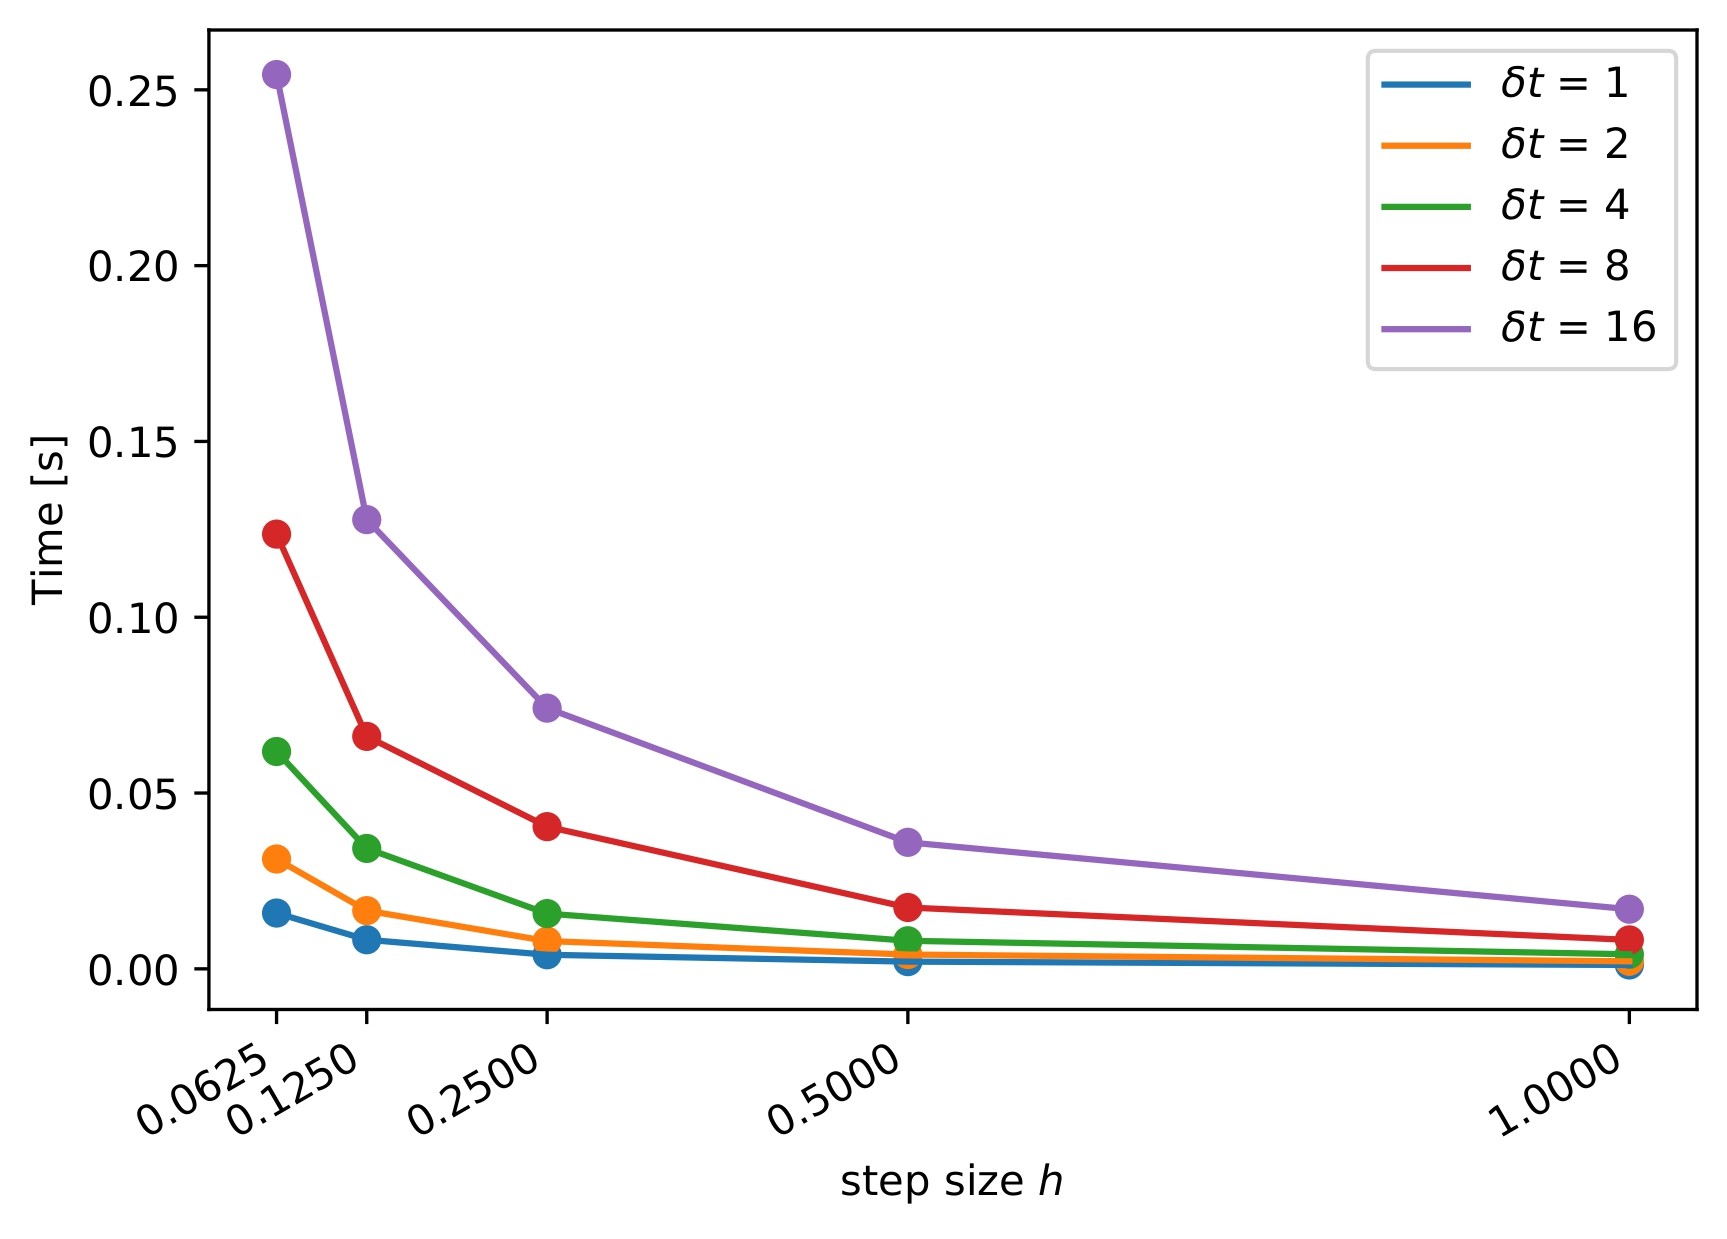 0.25
0.20
0.15
0.10
0.05
0.00
Time [s]
0.0625
0.1250
0.2500
0.5000
1.0000
step size h
δt = 1
δt = 2
δt = 4
δt = 8
δt = 16